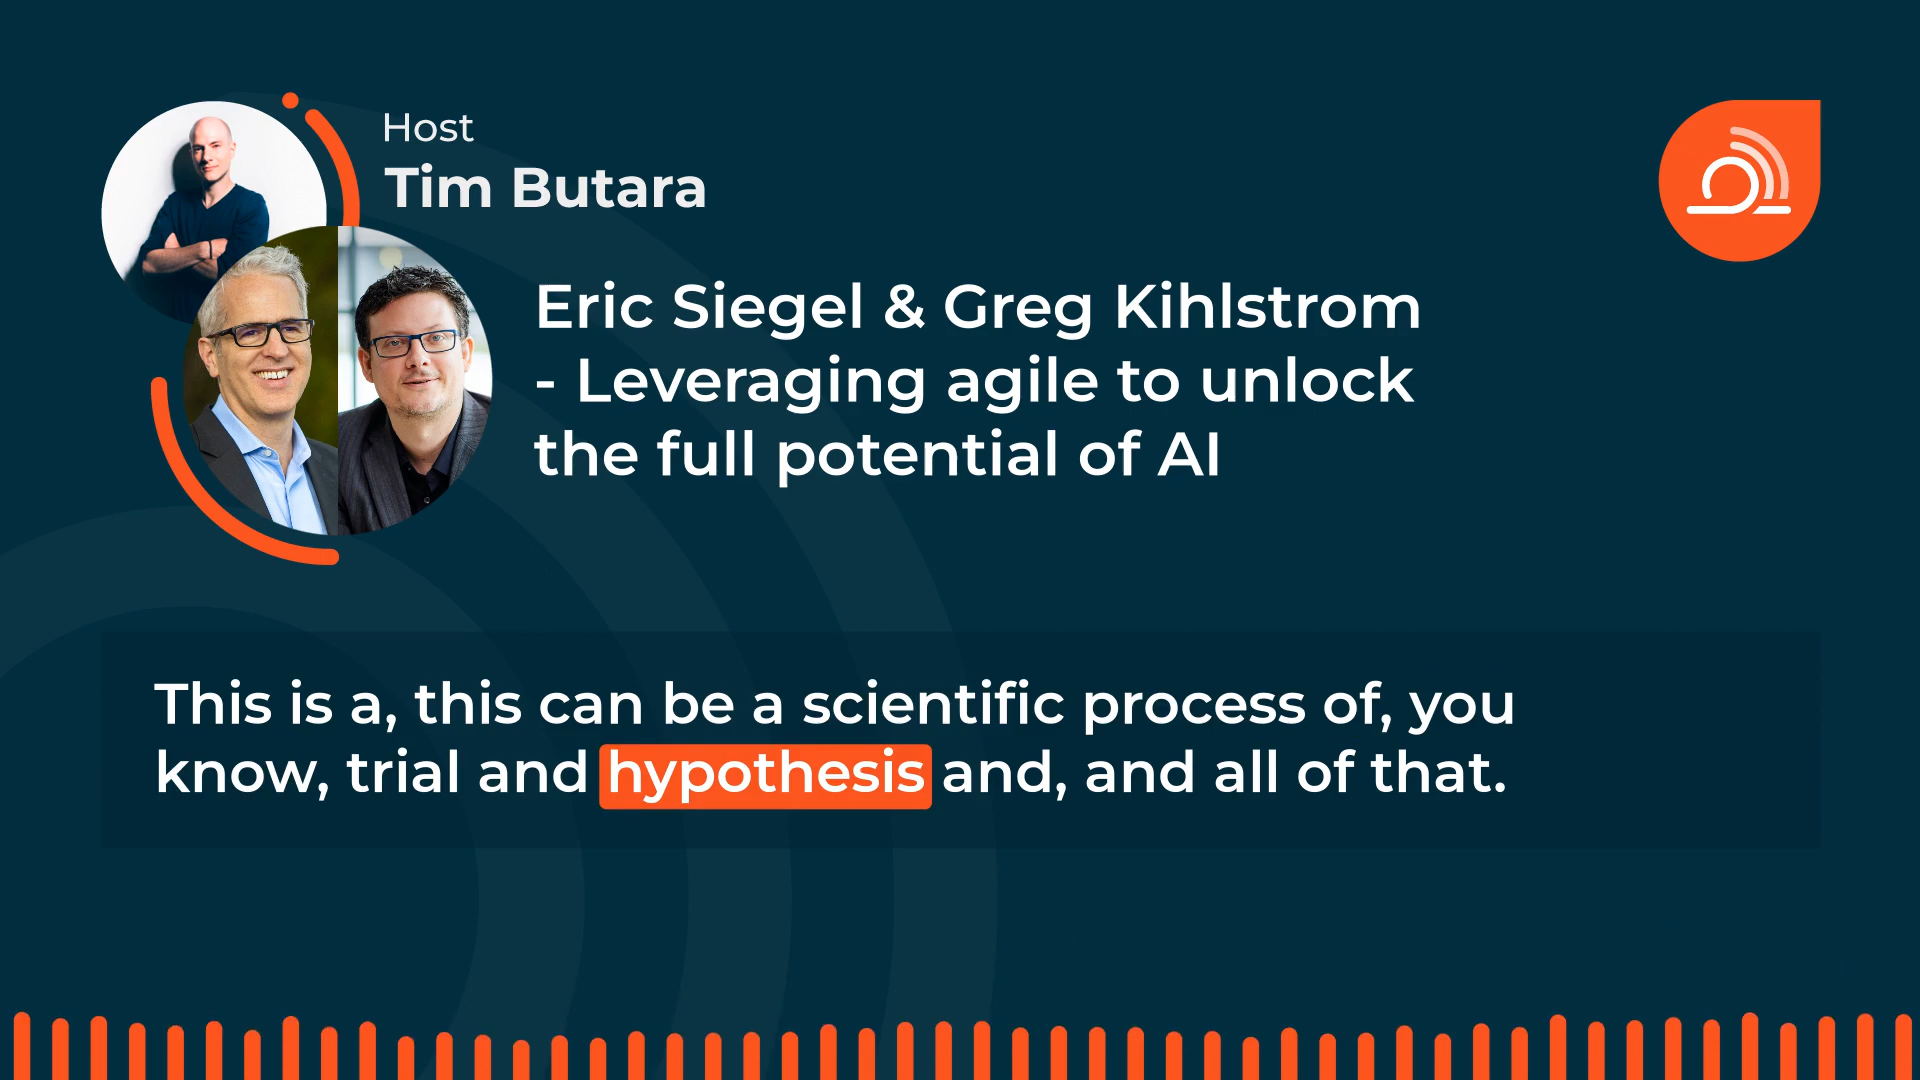 Host
Tim Butara
Eric Siegel & Greg Kihlstrom
- Leveraging agile to unlock
the full potential of AI
This is a, this can be a scientific process of, you
know, trial and hypothesis and, and all of that.